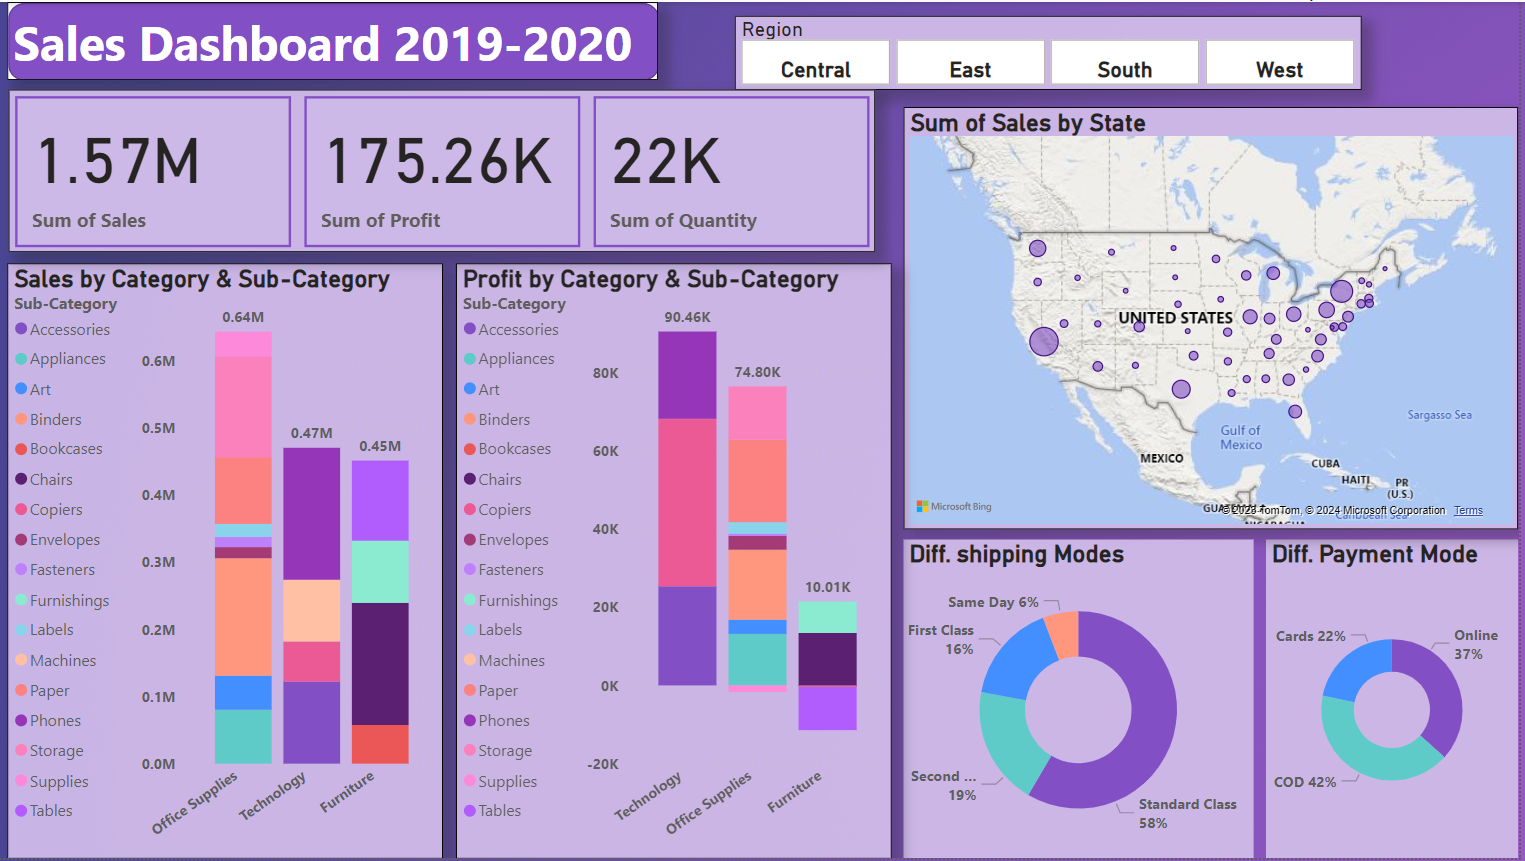 Sales Dashboard 2019-2020
Region
Central
East
South
West
1.57M
Sum of Sales
175.26K
Sum of Profit
22K
Sum of Quantity
Sales by Category & Sub-Category
Sub-Category
Accessories
Appliances
Art
Binders
Bookcases
Chairs
Copiers
Envelopes
Fasteners
Furnishings
Labels
Machines
Paper
Phones
Storage
Supplies
Tables
0.6M
0.5M
0.4M
0.3M
0.2M
0.1M
0.0M
0.64M
0.47M
0.45M
Office Supplies
Technology
Furniture
Profit by Category & Sub-Category
Sub-Category
Accessories
Appliances
Art
Binders
Bookcases
Chairs
Copiers
Envelopes
Fasteners
Furnishings
Labels
Machines
Paper
Phones
Storage
Supplies
Tables
80K
60K
40K
20K
0K
-20K
90.46K
74.80K
10.01K
Technology
Office Supplies
Furniture
Sum of Sales by State
UNITED STATES
Sargasso Sea
Gulf of
Mexico
MEXICO
CUBA
HAITI
PR
(U.S.)
Microsoft Bing
TomTom, © 2024 Microsoft Corporation
Terms
Caribbean Sea
NICARAGUA
Diff. shipping Modes
Same Day 6%
First Class
16%
Second ...
19%
Standard Class
58%
Diff. Payment Mode
Cards 22%
Online
37%
COD 42%